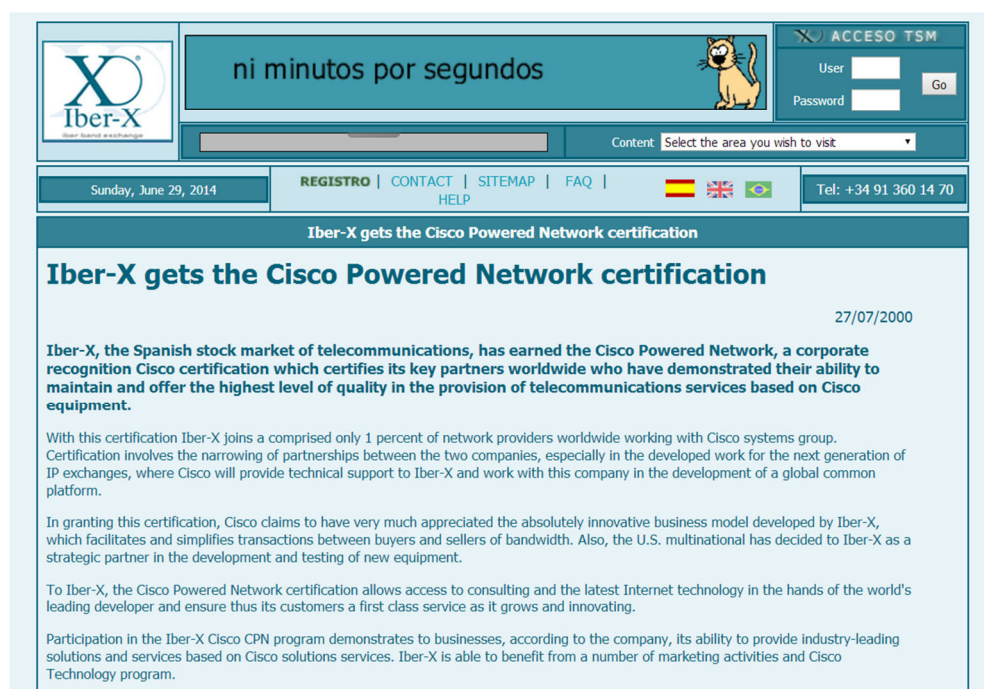 Iber-X
iber band exchange
ni minutos por segundos
ACCESO TSM
User
Password
Go
Content Select the area you wish to visit
Sunday, June 29, 2014
REGISTRO | CONTACT | SITEMAP | FAQ |
HELP
Tel: +34 91 360 14 70
Iber-X gets the Cisco Powered Network certification
Iber-X gets the Cisco Powered Network certification
27/07/2000
Iber-X, the Spanish stock market of telecommunications, has earned the Cisco Powered Network, a corporate
recognition Cisco certification which certifies its key partners worldwide who have demonstrated their ability to
maintain and offer the highest level of quality in the provision of telecommunications services based on Cisco
equipment.
With this certification Iber-X joins a comprised only 1 percent of network providers worldwide working with Cisco systems group.
Certification involves the narrowing of partnerships between the two companies, especially in the developed work for the next generation of
IP exchanges, where Cisco will provide technical support to Iber-X and work with this company in the development of a global common
platform.
In granting this certification, Cisco claims to have very much appreciated the absolutely innovative business model developed by Iber-X,
which facilitates and simplifies transactions between buyers and sellers of bandwidth. Also, the U.S. multinational has decided to Iber-X as a
strategic partner in the development and testing of new equipment.
To Iber-X, the Cisco Powered Network certification allows access to consulting and the latest Internet technology in the hands of the world's
leading developer and ensure thus its customers a first class service as it grows and innovating.
Participation in the Iber-X Cisco CPN program demonstrates to businesses, according to the company, its ability to provide industry-leading
solutions and services based on Cisco solutions services. Iber-X is able to benefit from a number of marketing activities and Cisco
Technology program.